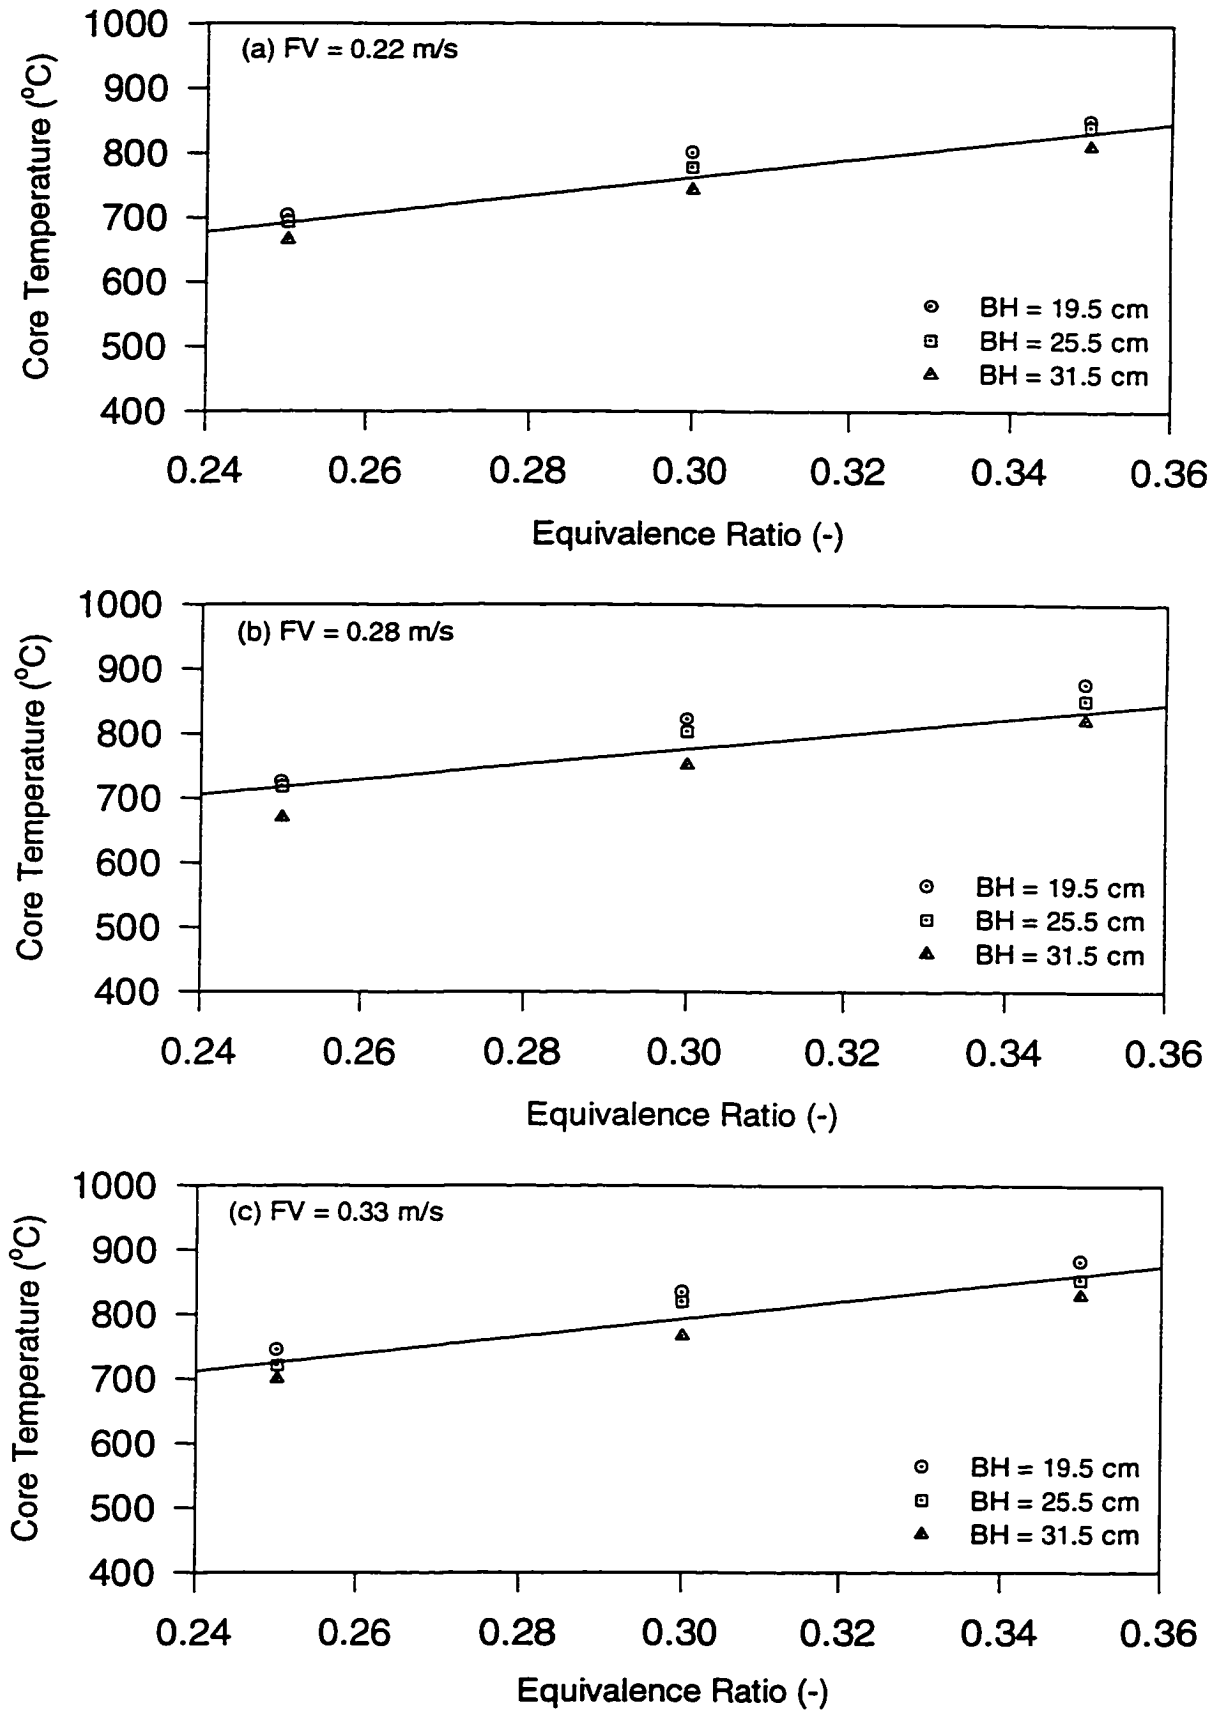 1000
900
800
700
600
500
400
Core Temperature (°C)
(a) FV = 0.22 m/s
BH = 19.5 cm
BH = 25.5 cm
BH = 31.5 cm
0.24 0.26 0.28 0.30 0.32 0.34 0.36
Equivalence Ratio (-)
1000
900
800
700
600
500
400
Core Temperature (°C)
(b) FV = 0.28 m/s
BH = 19.5 cm
BH = 25.5 cm
BH = 31.5 cm
0.24 0.26 0.28 0.30 0.32 0.34 0.36
Equivalence Ratio (-)
1000
900
800
700
600
500
400
Core Temperature (°C)
(c) FV = 0.33 m/s
BH = 19.5 cm
BH = 25.5 cm
BH = 31.5 cm
0.24 0.26 0.28 0.30 0.32 0.34 0.36
Equivalence Ratio (-)